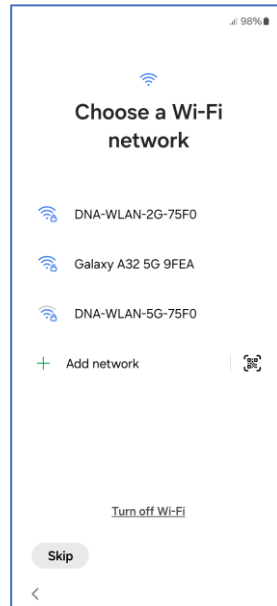 98%
Choose a Wi-Fi
network
DNA-WLAN-2G-75F0
Galaxy A32 5G 9FEA
DNA-WLAN-5G-75F0
Add network
Turn off Wi-Fi
Skip